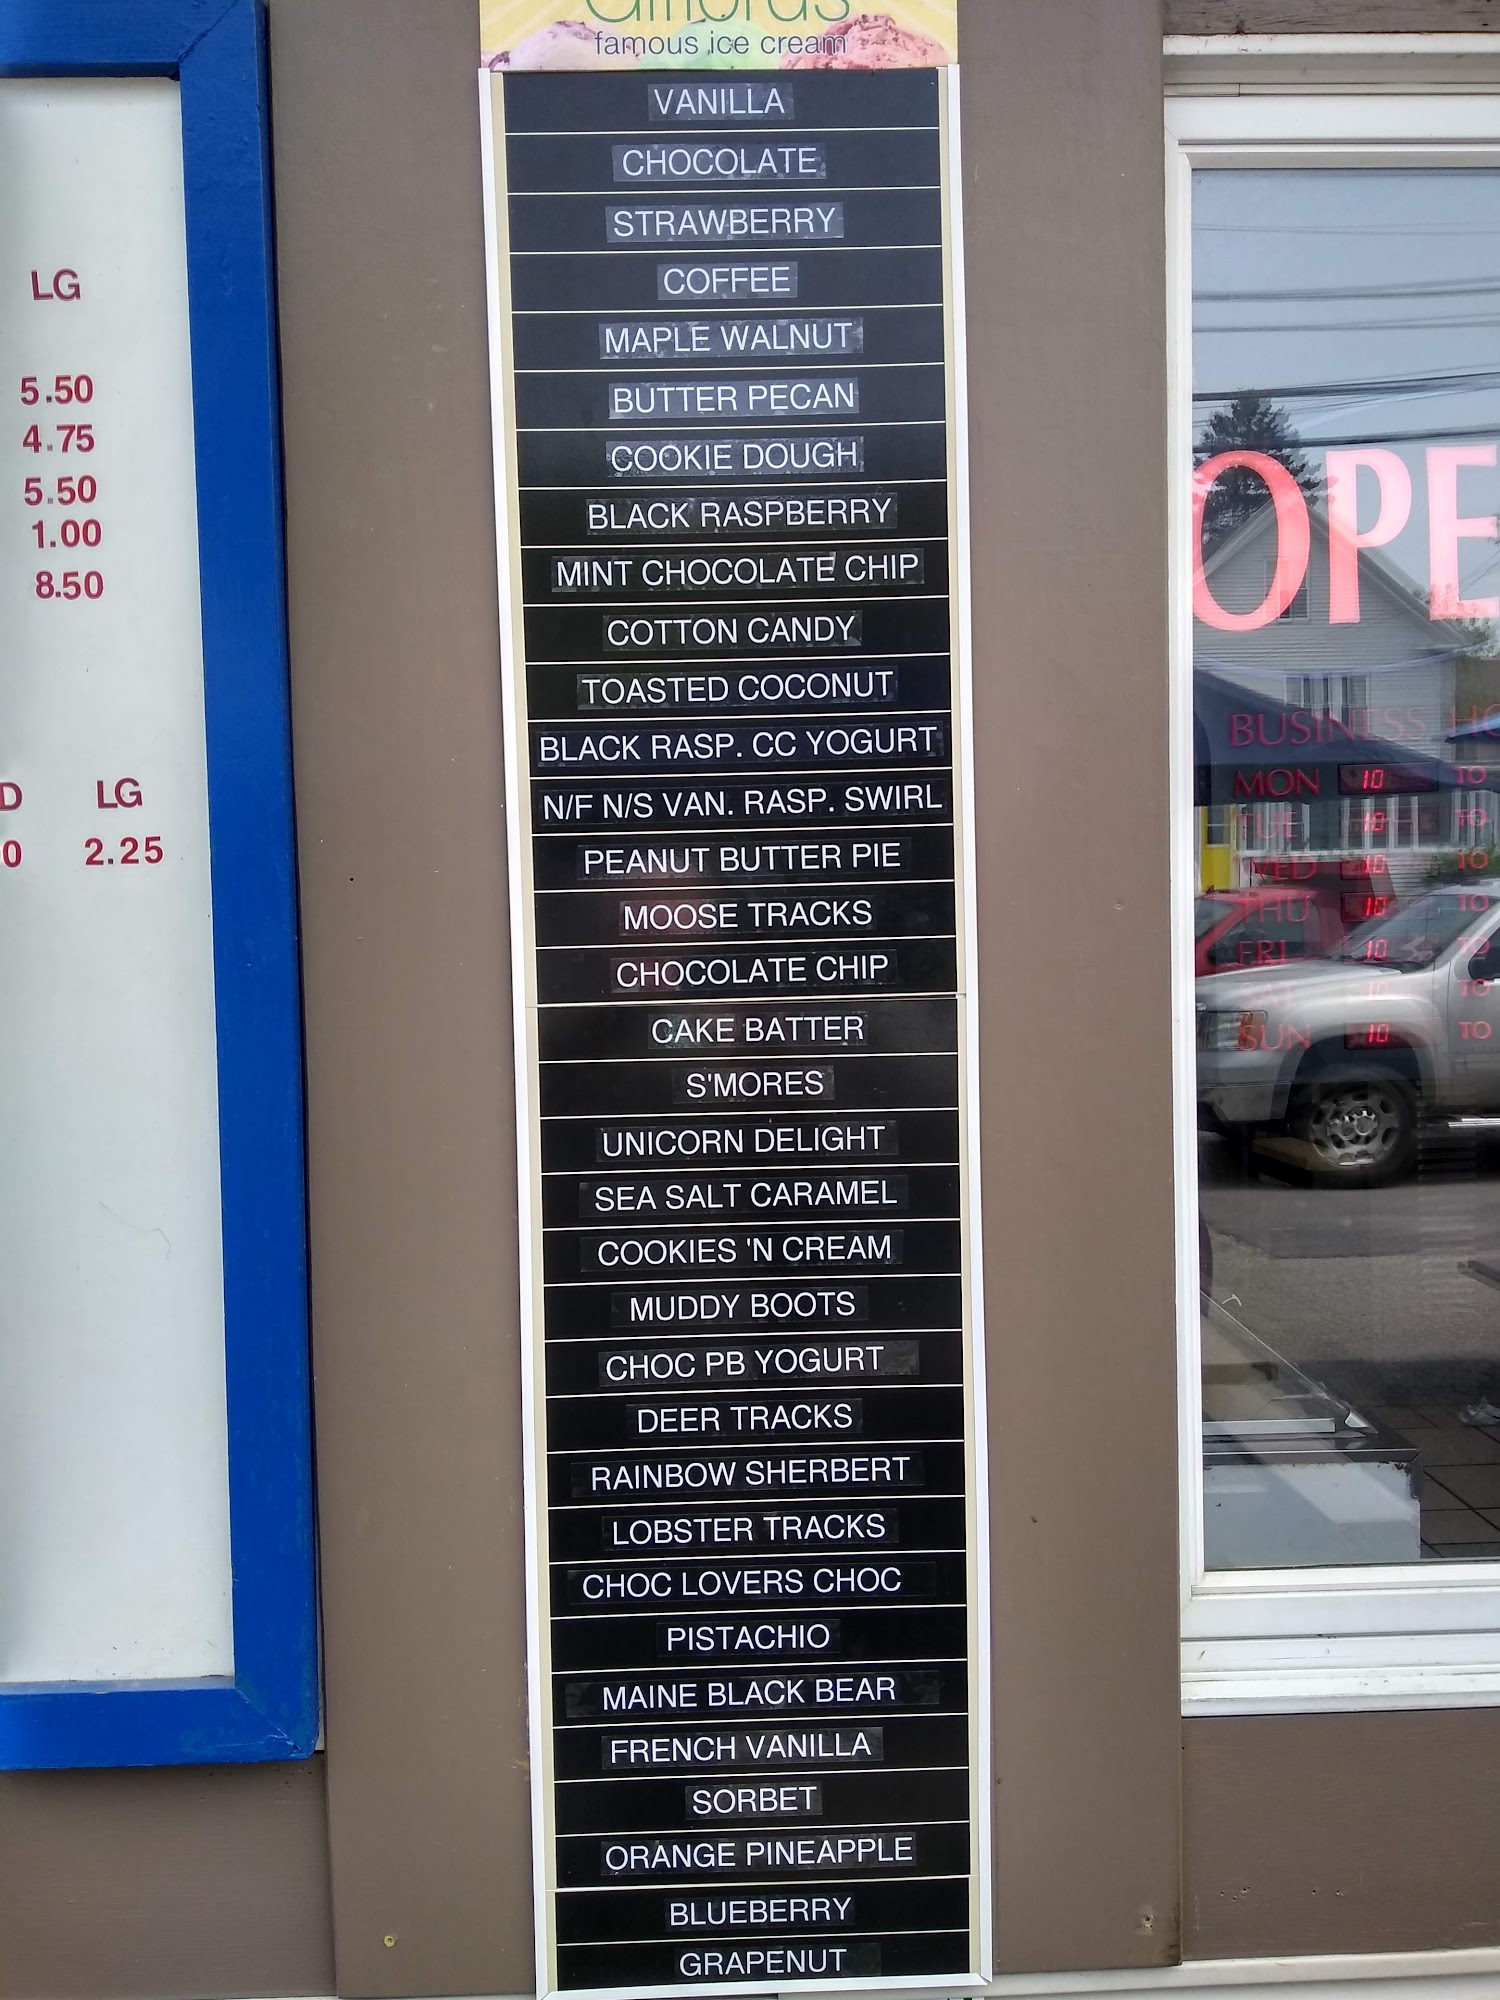 LG
5.50
4.75
5.50
1.00
8.50
LG
2.25
famous ice cream
VANILLA
CHOCOLATE
STRAWBERRY
COFFEE
MAPLE WALNUT
BUTTER PECAN
COOKIE DOUGH
BLACK RASPBERRY
MINT CHOCOLATE CHIP
COTTON CANDY
TOASTED COCONUT
BLACK RASP. CC YOGURT
N/F N/S VAN. RASP. SWIRL
PEANUT BUTTER PIE
MOOSE TRACKS
CHOCOLATE CHIP
CAKE BATTER
S'MORES
UNICORN DELIGHT
SEA SALT CARAMEL
COOKIES 'N CREAM
MUDDY BOOTS
CHOC PB YOGURT
DEER TRACKS
RAINBOW SHERBERT
LOBSTER TRACKS
CHOC LOVERS CHOC
PISTACHIO
MAINE BLACK BEAR
FRENCH VANILLA
SORBET
ORANGE PINEAPPLE
BLUEBERRY
GRAPENUT
OPE
BUSINESS HO
MON 10 TO
TUE 10 TO
WED 10 TO
THU 10 TO
FRI 10 TO
SAT 10 TO
SUN 10 TO